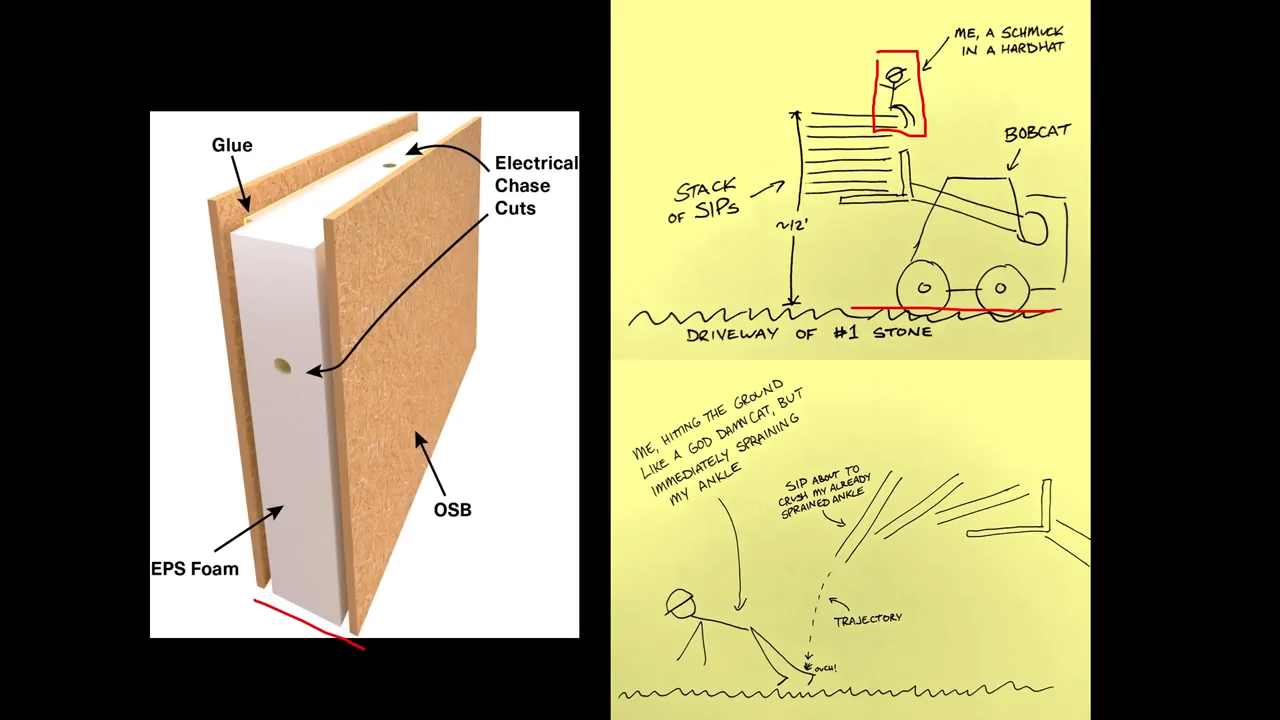 Glue
Electrical
Chase
Cuts
OSB
EPS Foam
ME, A SCHMUCK
IN A HARDHAT
BOBCAT
STACK
OF SIPs
~12'
DRIVEWAY OF #1 STONE
ME, HITTING THE GROUND
LIKE A GOD DAMN CAT, BUT
IMMEDIATELY SPRAINING
MY ANKLE
SIP ABOUT TO
CRUSH MY ALREADY
SPRAINED ANKLE
TRAJECTORY
OUCH!